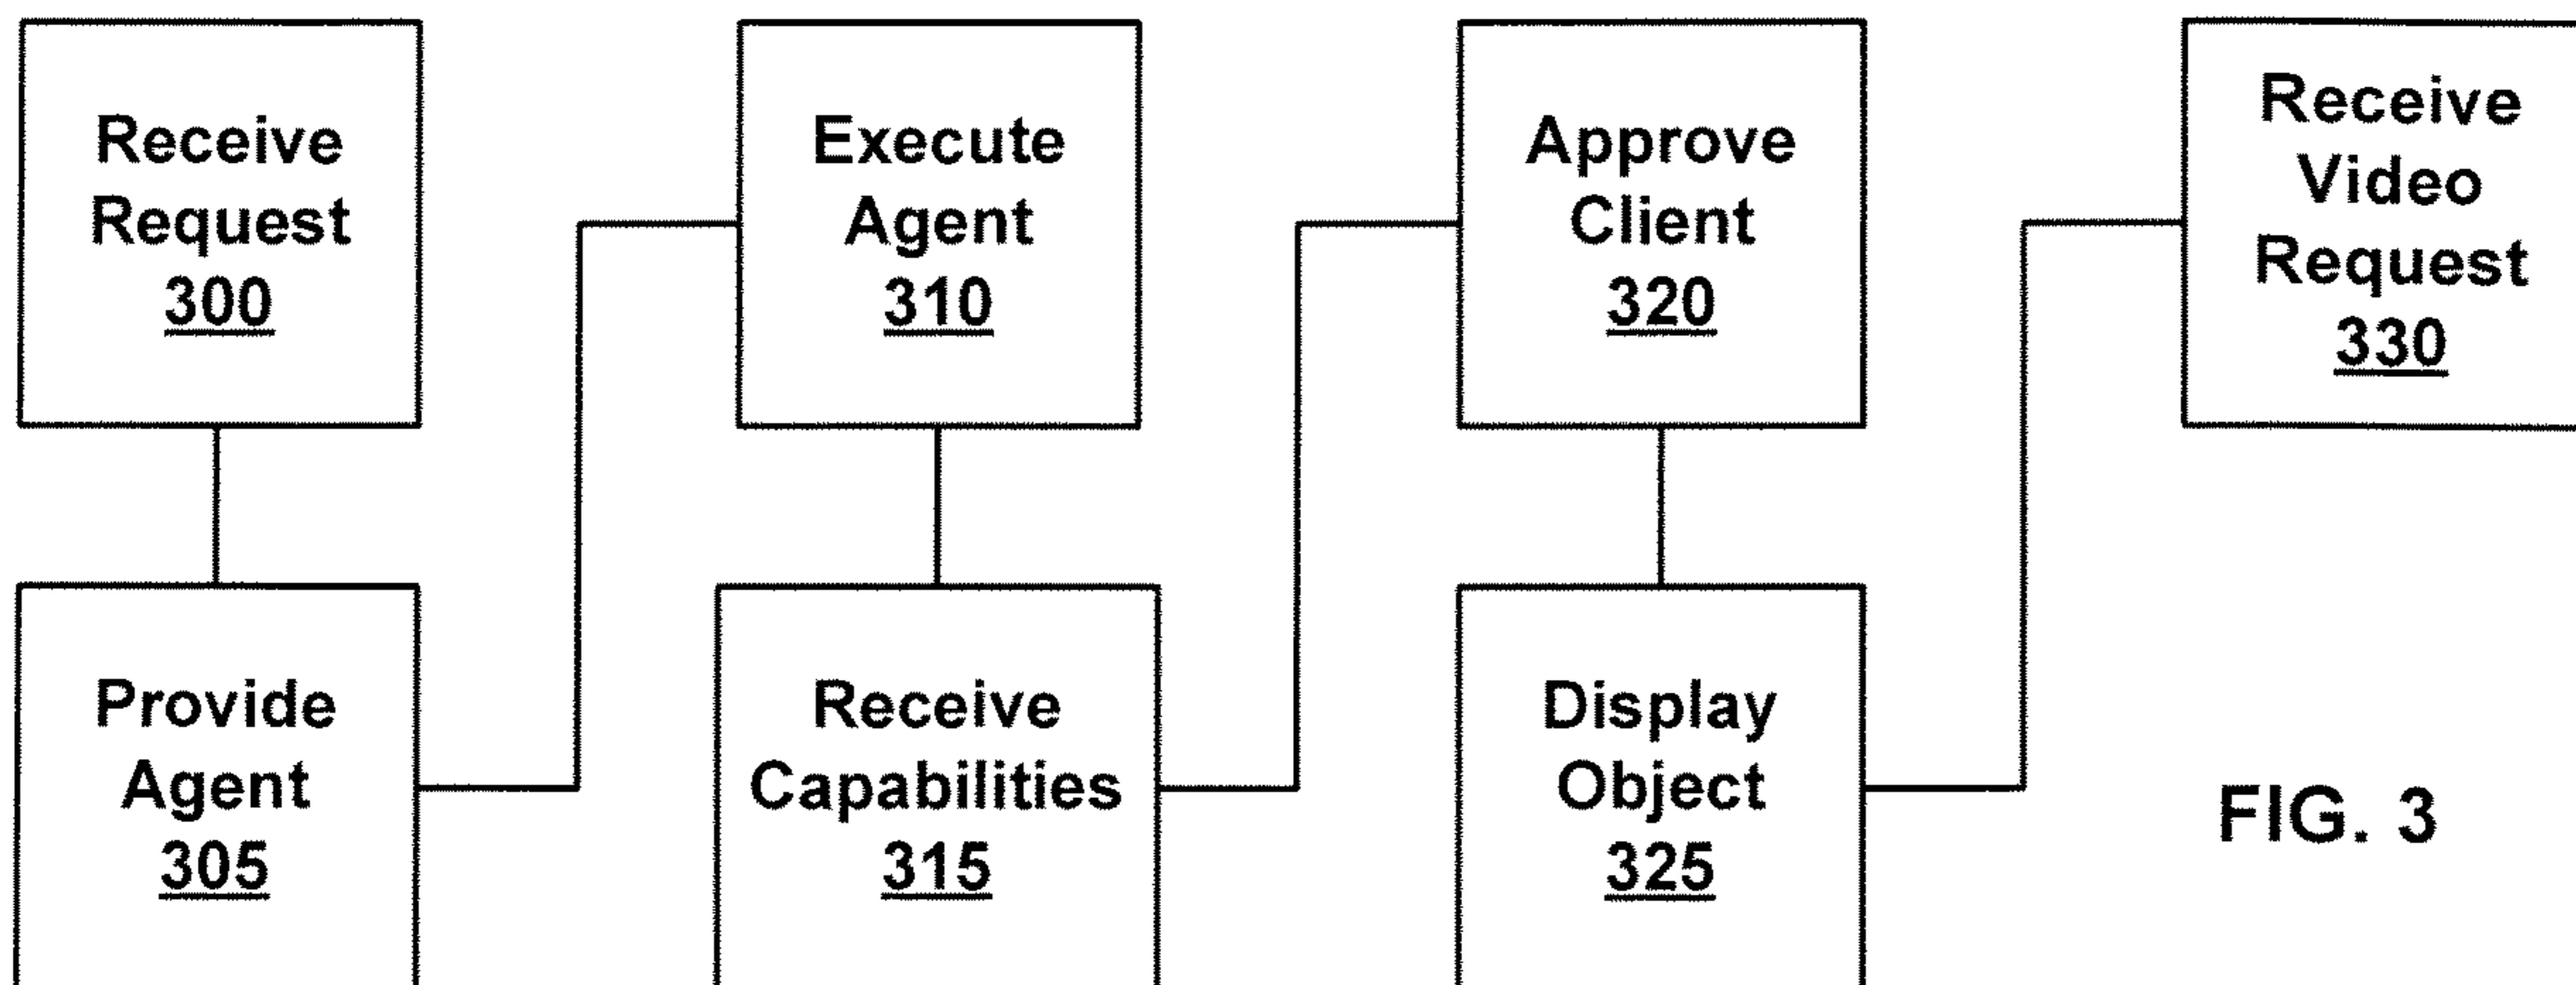 Receive
Request
300
Provide
Agent
305
Execute
Agent
310
Receive
Capabilities
315
Approve
Client
320
Display
Object
325
Receive
Video
Request
330
FIG. 3